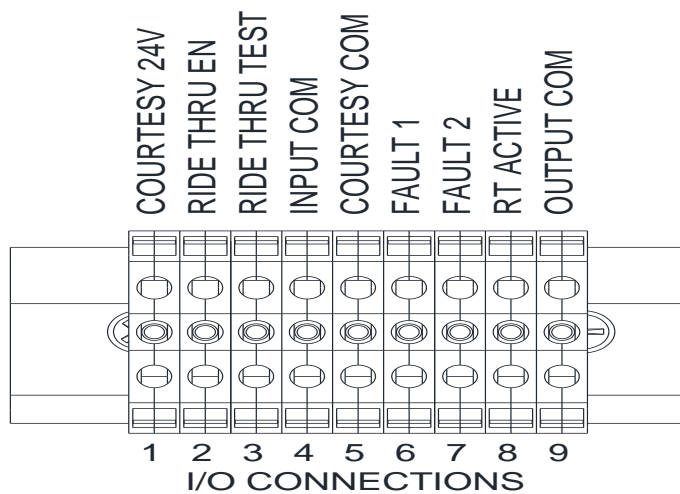 COURTESY 24V
RIDE THRU EN
RIDE THRU TEST
INPUT COM
COURTESY COM
FAULT 1
FAULT 2
RT ACTIVE
OUTPUT COM
1 2 3 4 5 6 7 8 9
I/O CONNECTIONS